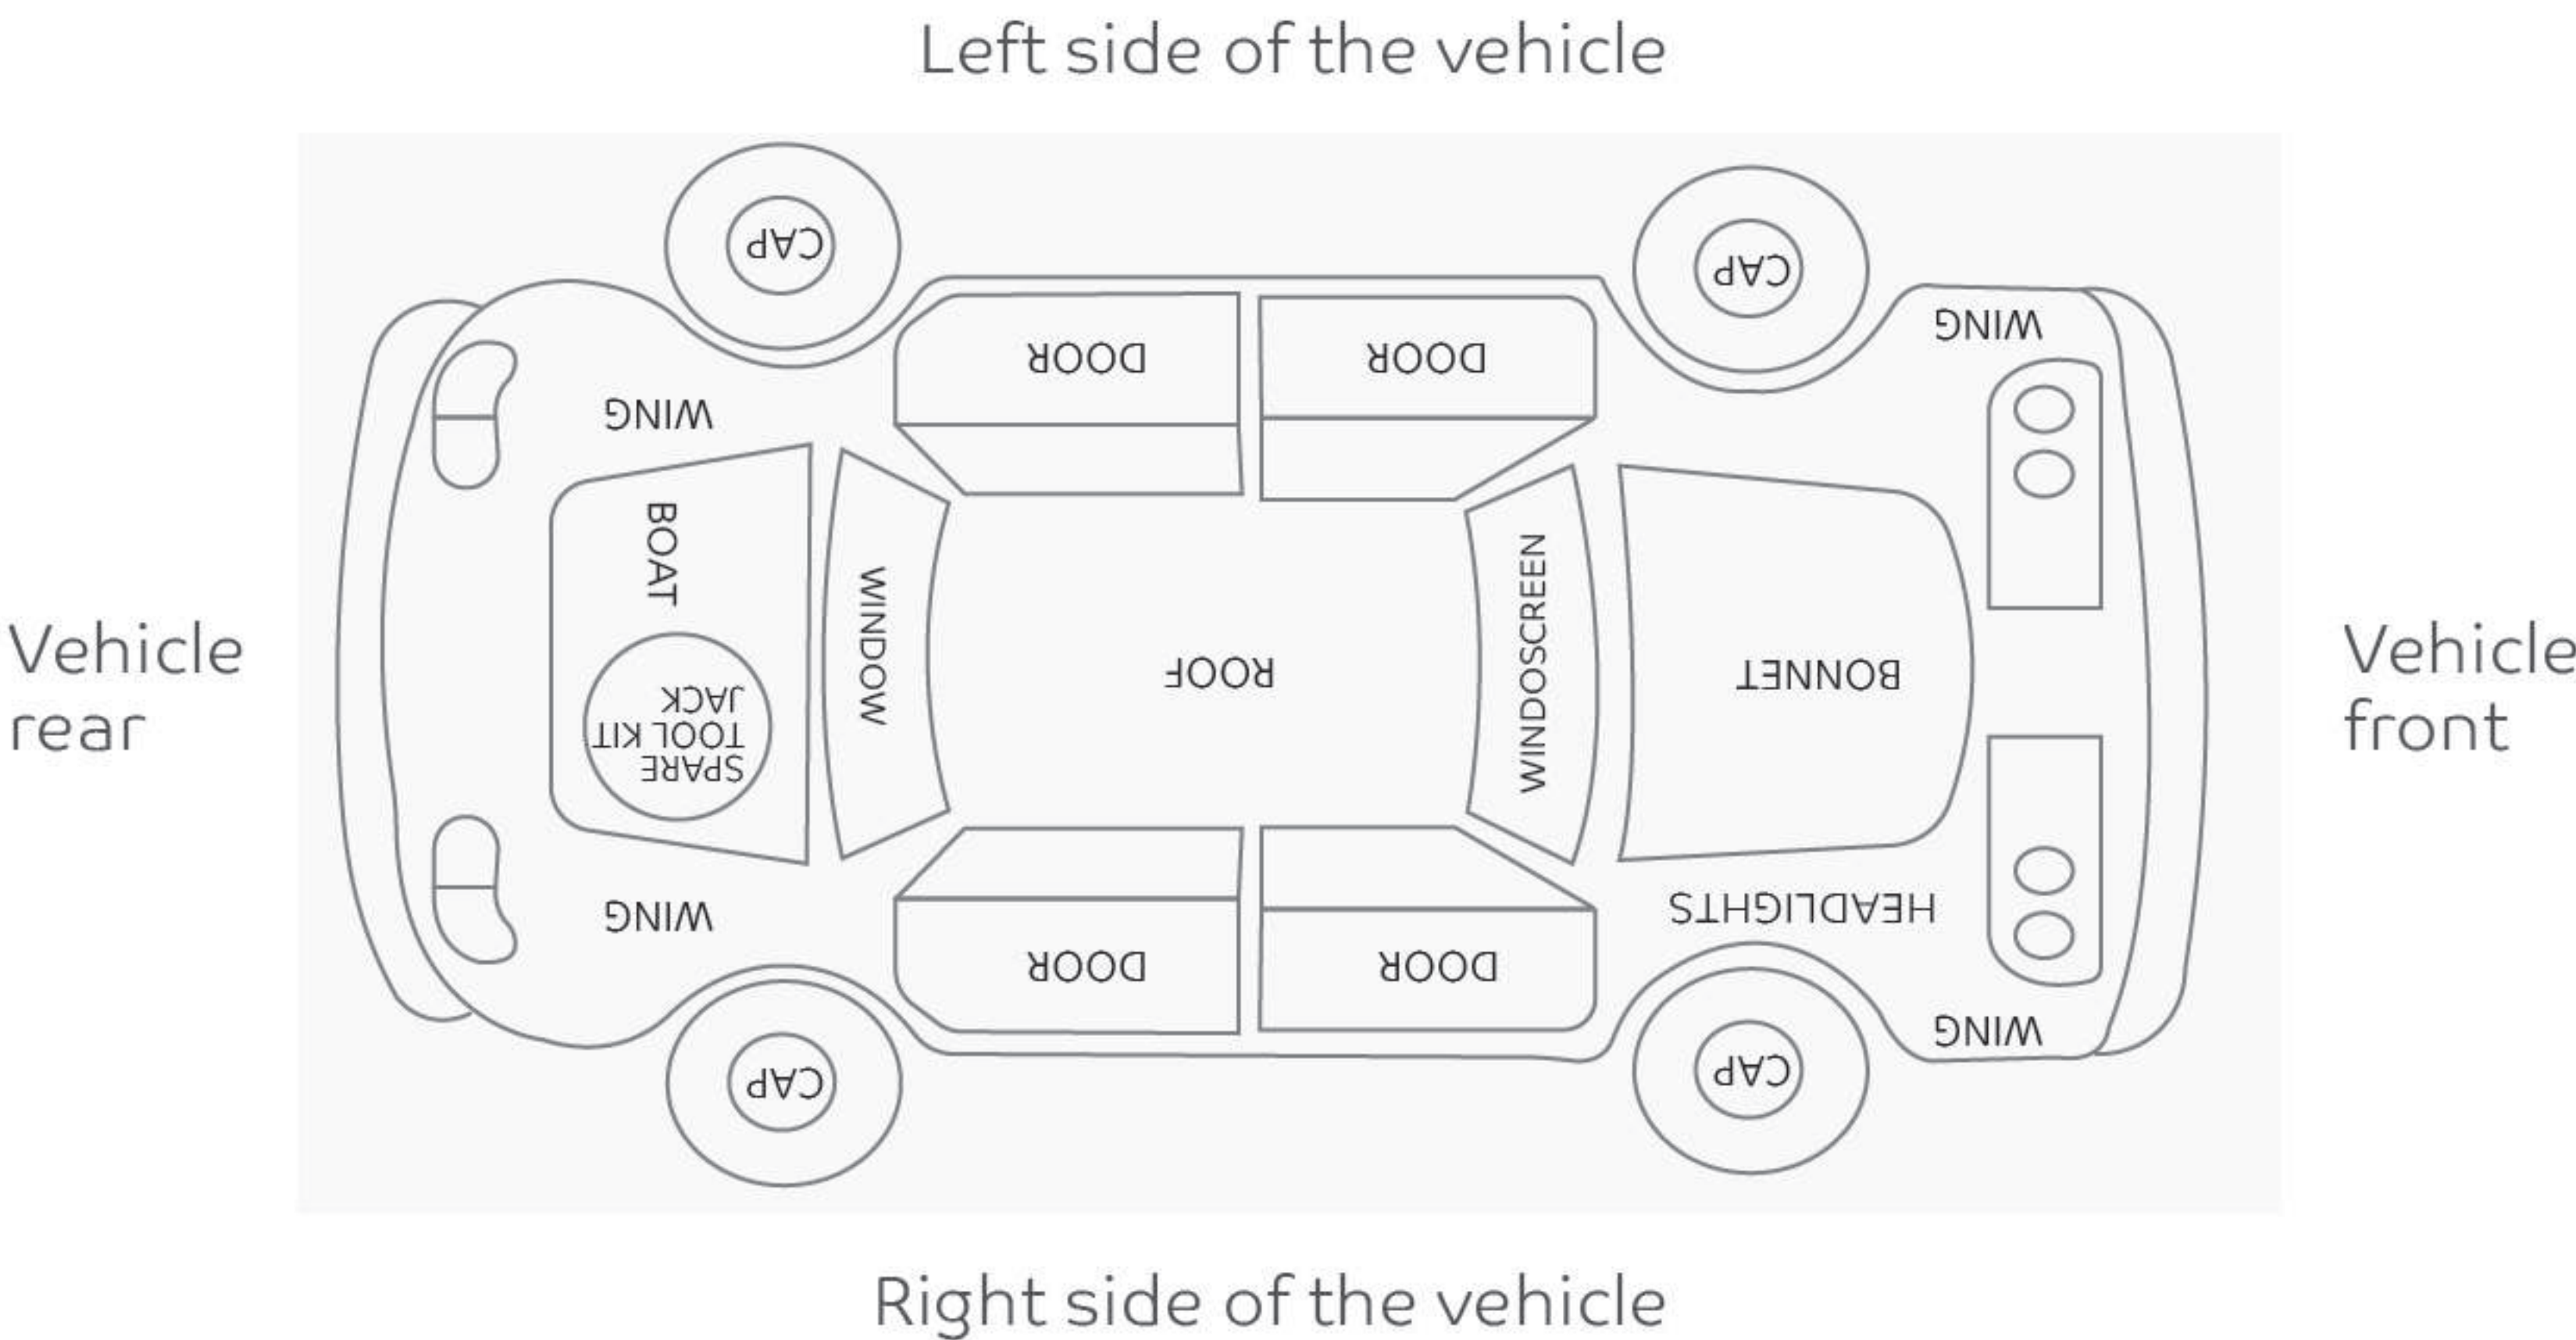 Left side of the vehicle
CAP
CAP
WING
DOOR
DOOR
WING
BOAT
WINDOW
WINDOSCREEN
Vehicle
rear
SPARE
TOOL KIT
JACK
ROOF
BONNET
Vehicle
front
HEADLIGHTS
WING
DOOR
DOOR
WING
CAP
CAP
Right side of the vehicle